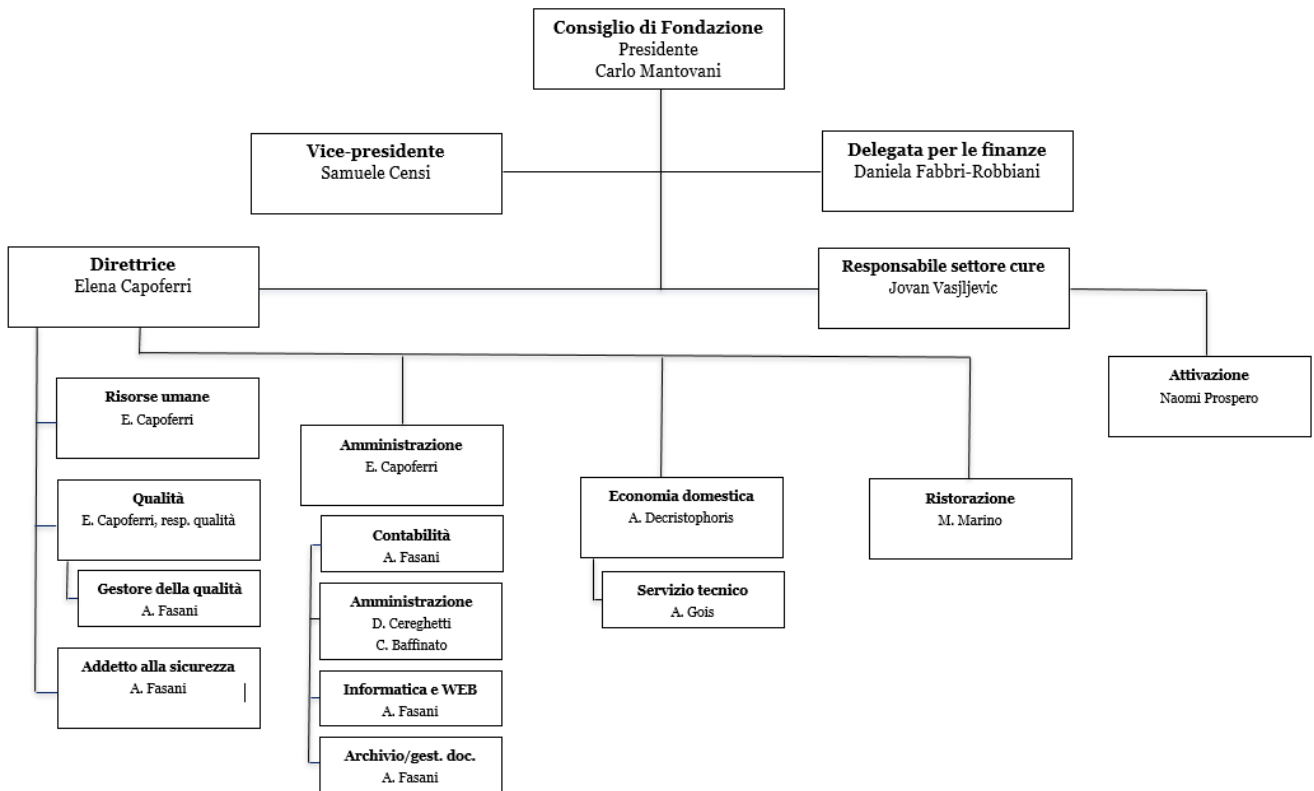 Consiglio di Fondazione
Presidente
Carlo Mantovani
Vice-presidente
Samuele Censi
Delegata per le finanze
Daniela Fabbri-Robbiani
Direttrice
Elena Capoferri
Responsabile settore cure
Jovan Vasjljevic
Attivazione
Naomi Prospero
Risorse umane
E. Capoferri
Qualità
E. Capoferri, resp. qualità
Gestore della qualità
A. Fasani
Addetto alla sicurezza
A. Fasani
Amministrazione
E. Capoferri
Contabilità
A. Fasani
Amministrazione
D. Cereghetti
C. Baffinato
Informatica e WEB
A. Fasani
Archivio/gest. doc.
A. Fasani
Economia domestica
A. Decristophoris
Servizio tecnico
A. Gois
Ristorazione
M. Marino